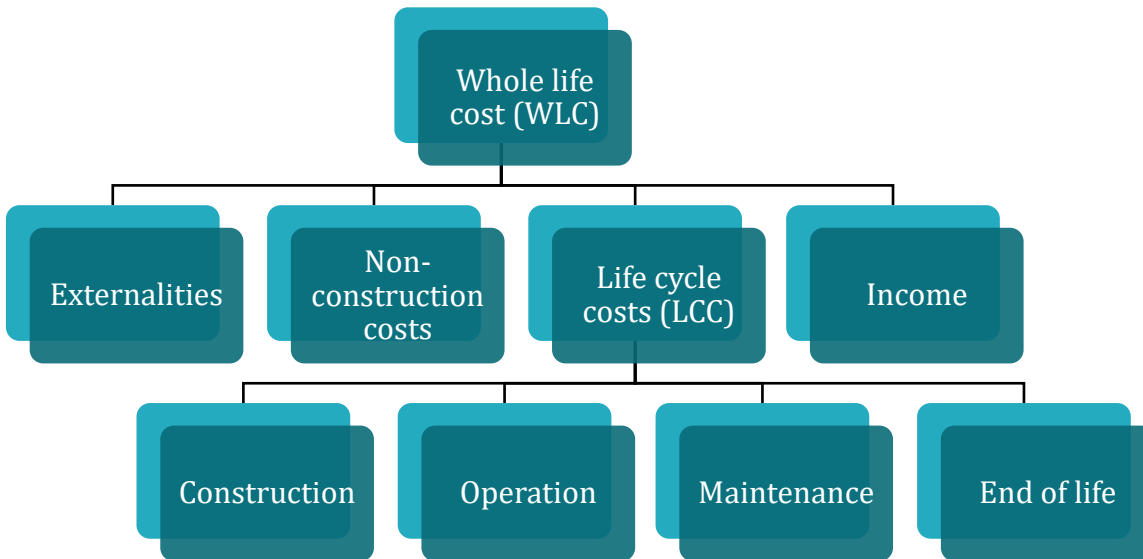 Whole life
cost (WLC)
Externalities
Non-
construction
costs
Life cycle
costs (LCC)
Income
Construction
Operation
Maintenance
End of life